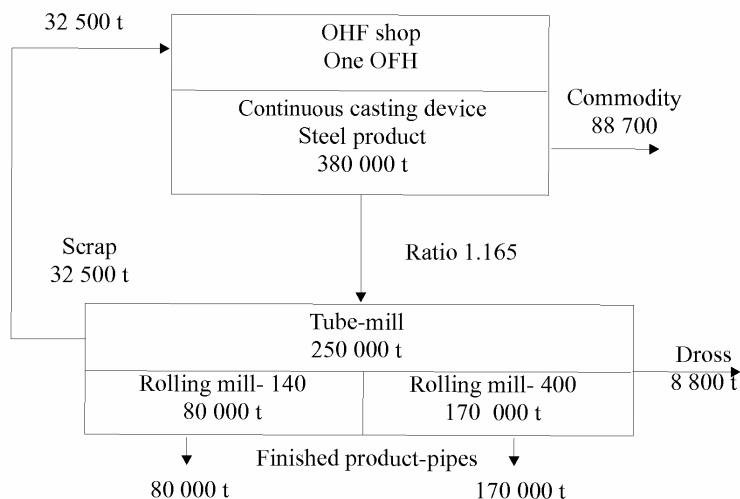 32 500 t
OHF shop
One OFH
Continuous casting device
Steel product
380 000 t
Commodity
88 700
Scrap
32 500 t
Ratio 1.165
Tube-mill
250 000 t
Dross
8 800 t
Rolling mill- 140
80 000 t
Rolling mill- 400
170 000 t
Finished product-pipes
80 000 t
170 000 t